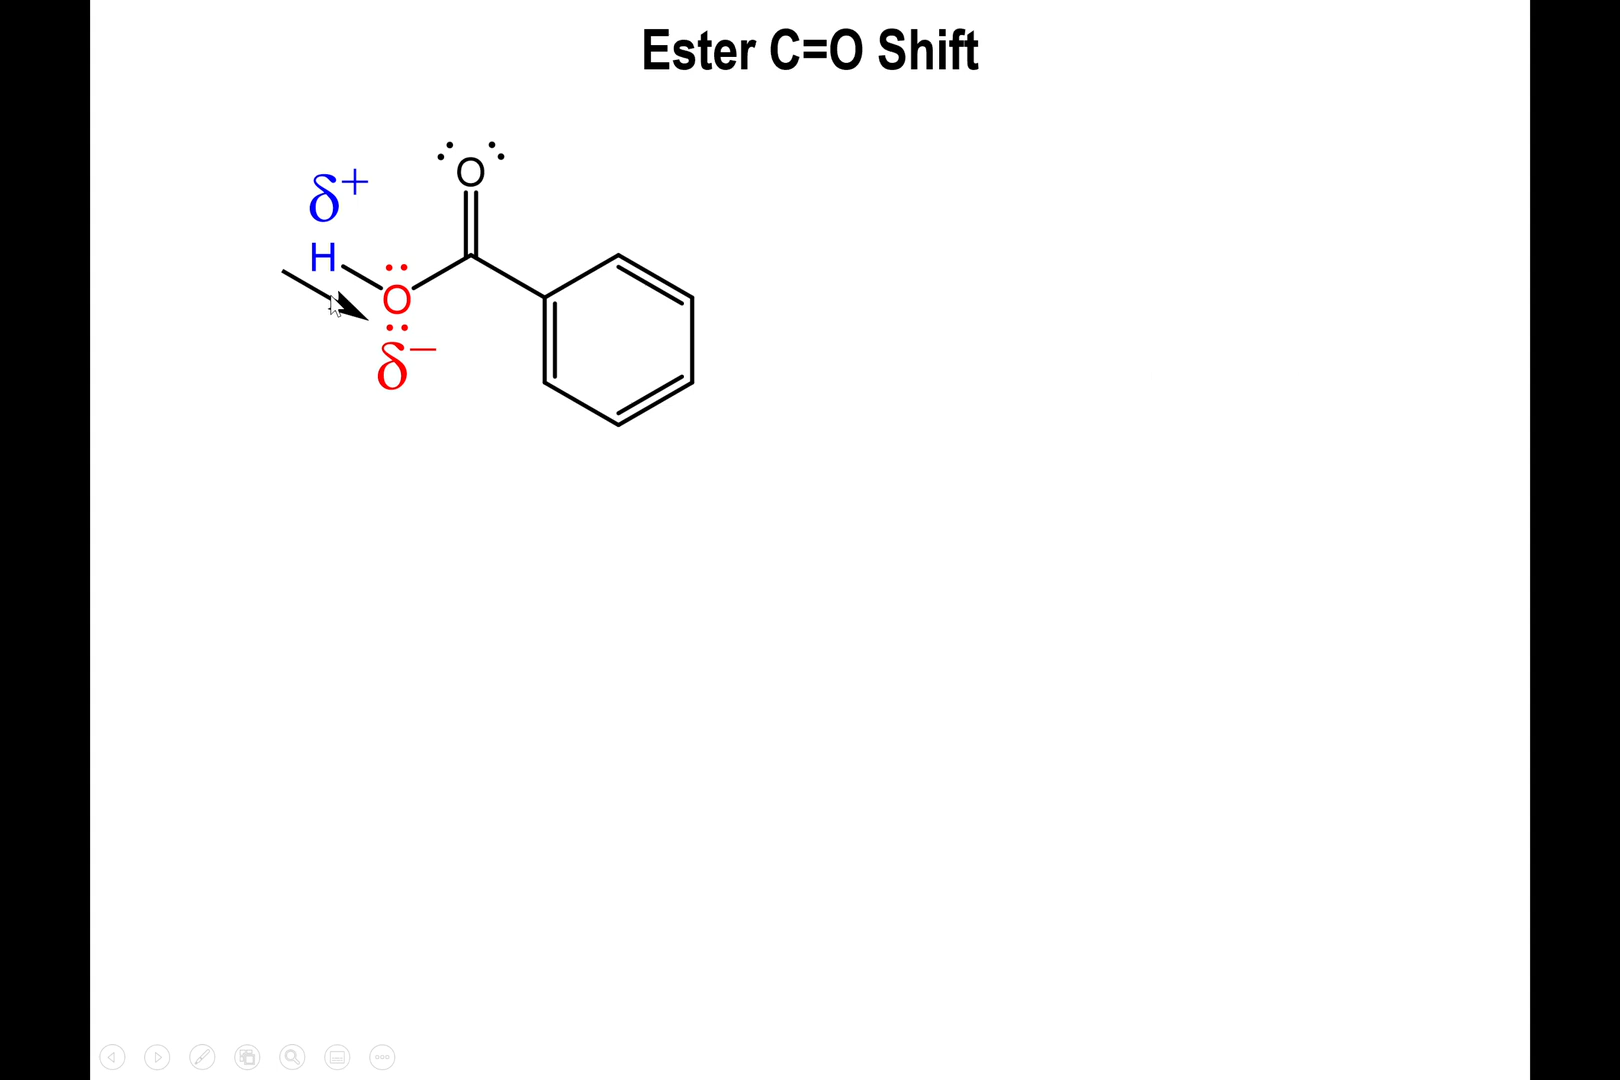 Ester C=O Shift
O
δ+
H
O
δ−